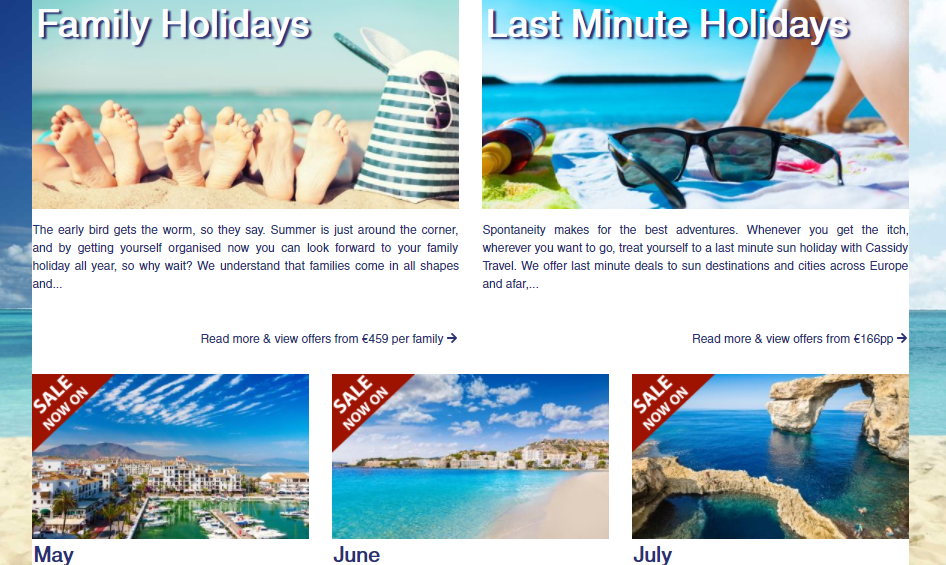 Family Holidays
Last Minute Holidays
The early bird gets the worm, so they say. Summer is just around the corner,
and by getting yourself organised now you can look forward to your family
holiday all year, so why wait? We understand that families come in all shapes
and...
Read more & view offers from €459 per family →
Spontaneity makes for the best adventures. Whenever you get the itch,
wherever you want to go, treat yourself to a last minute sun holiday with Cassidy
Travel. We offer last minute deals to sun destinations and cities across Europe
and afar,...
Read more & view offers from €166pp →
SALE
NOW ON
May
SALE
NOW ON
June
SALE
NOW ON
July